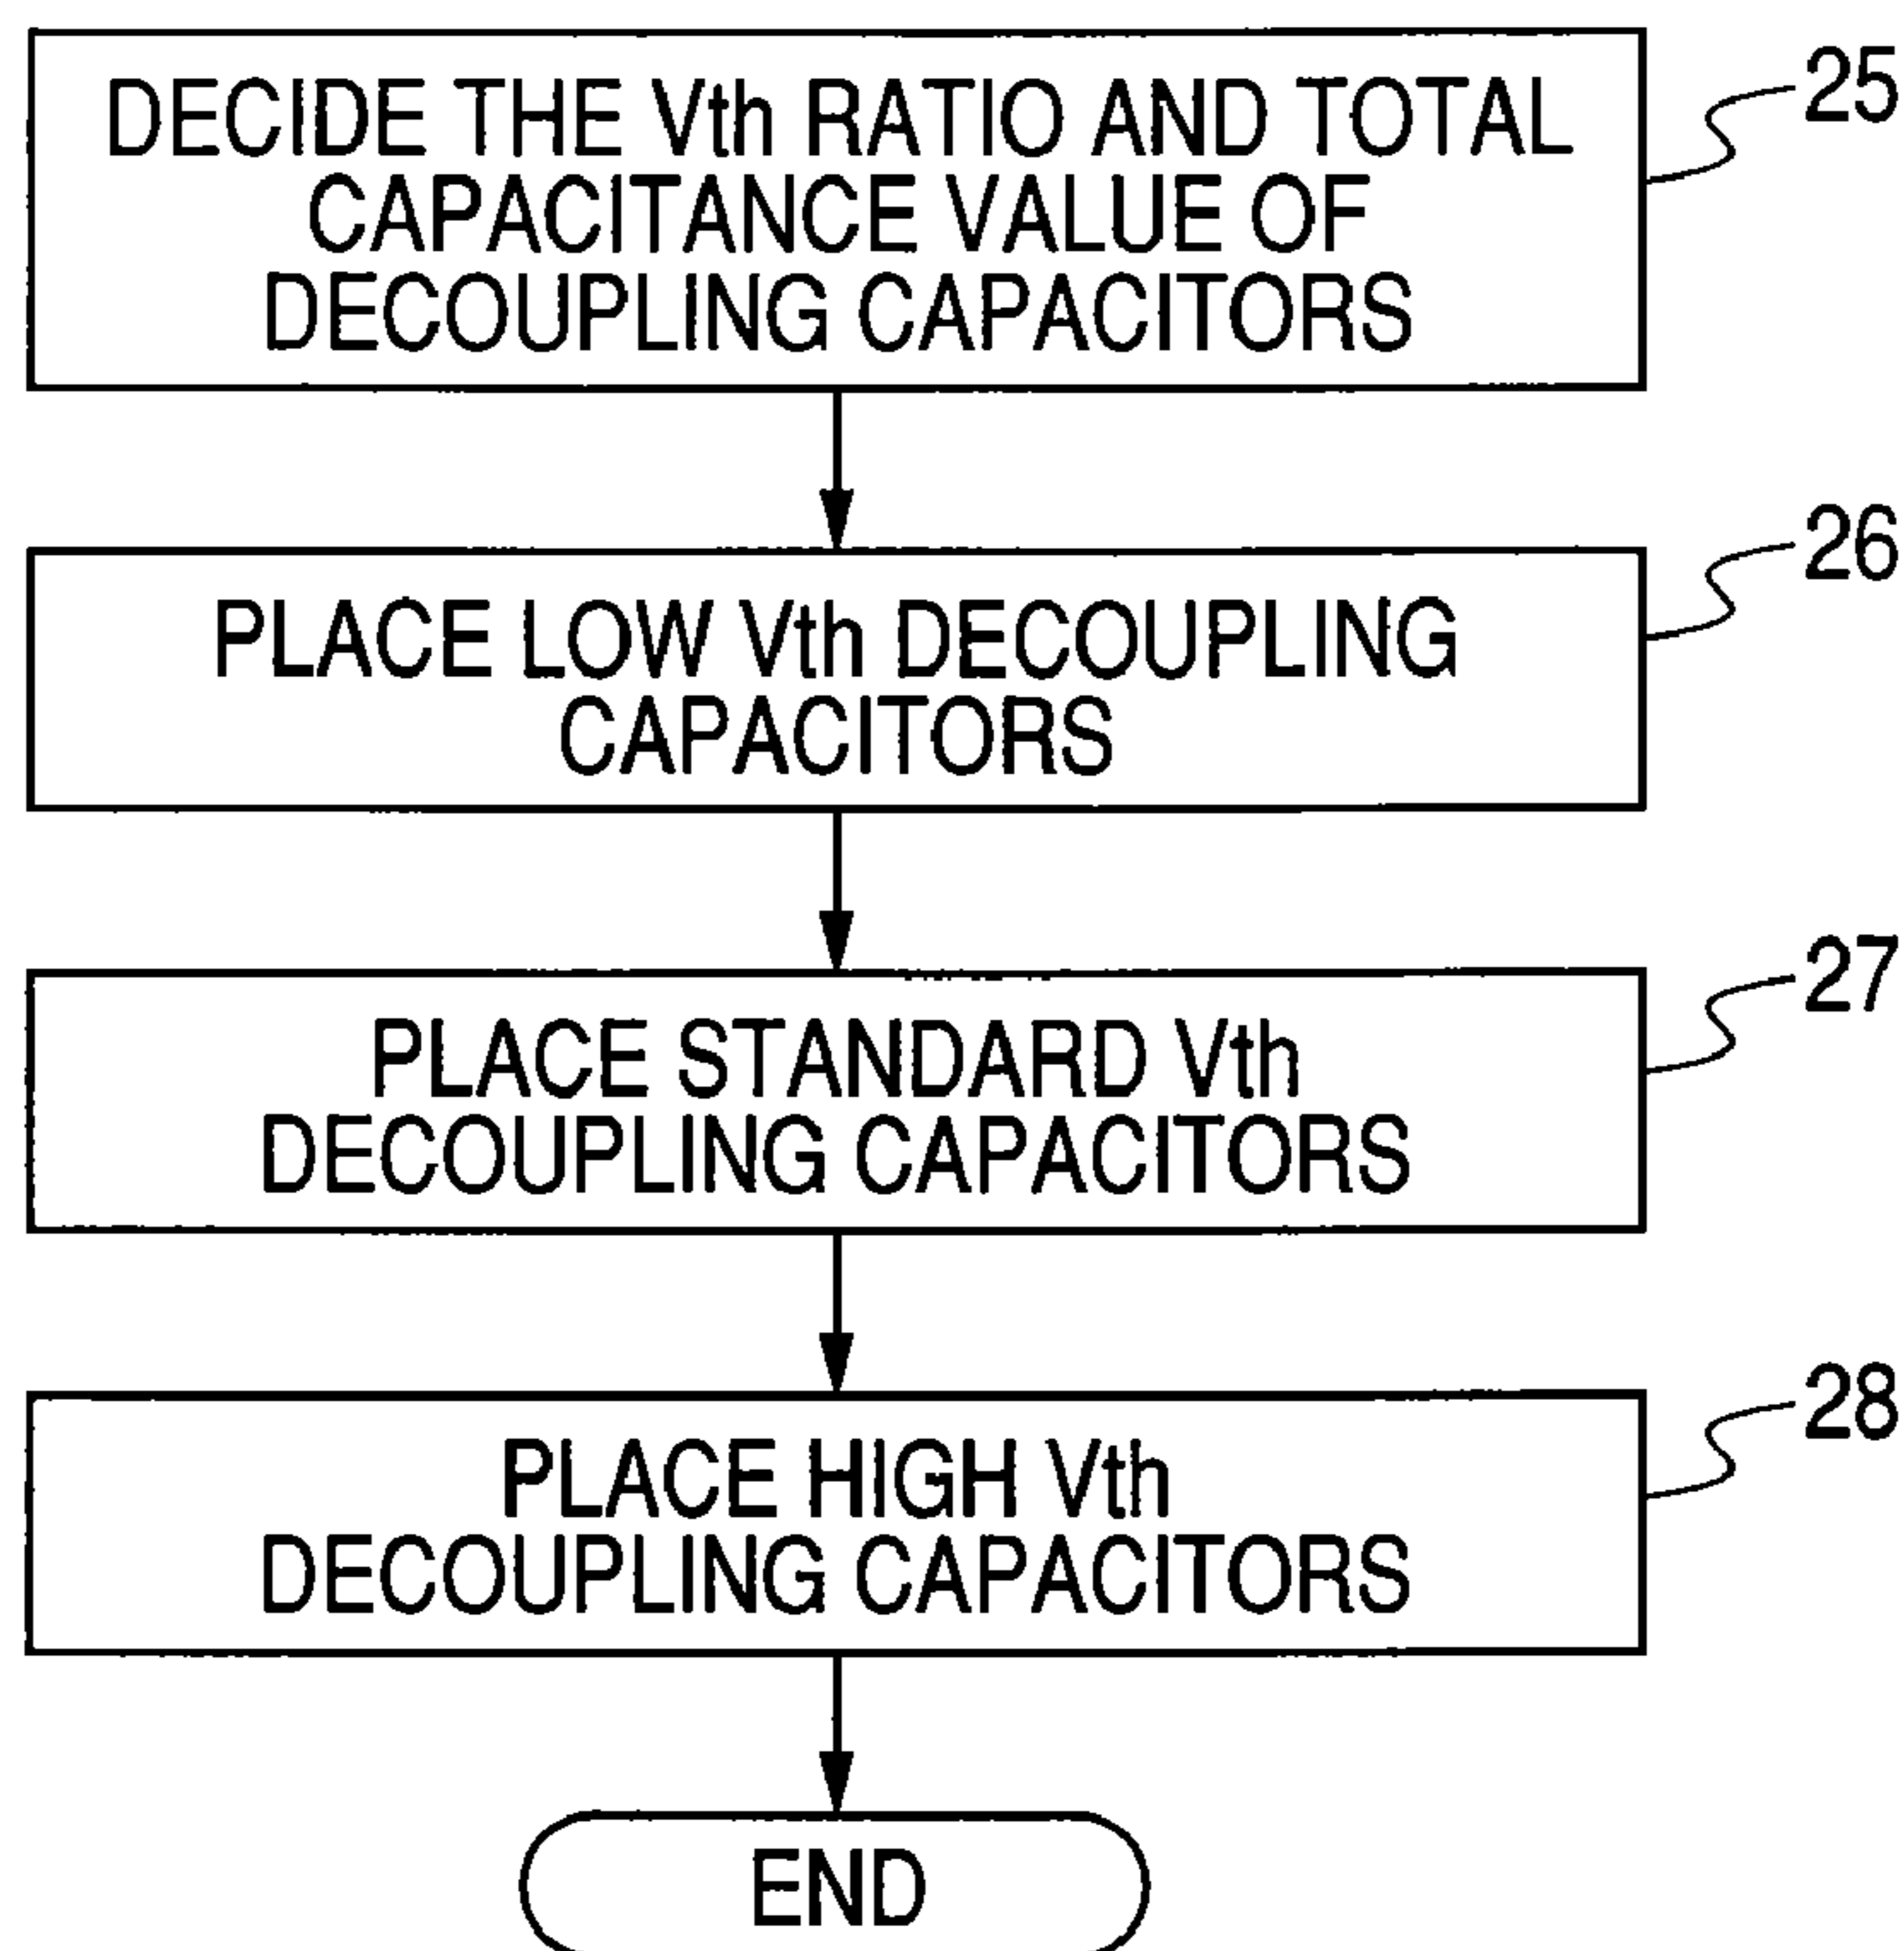 DECIDE THE Vth RATIO AND TOTAL
CAPACITANCE VALUE OF
DECOUPLING CAPACITORS
25
PLACE LOW Vth DECOUPLING
CAPACITORS
26
PLACE STANDARD Vth
DECOUPLING CAPACITORS
27
PLACE HIGH Vth
DECOUPLING CAPACITORS
28
END